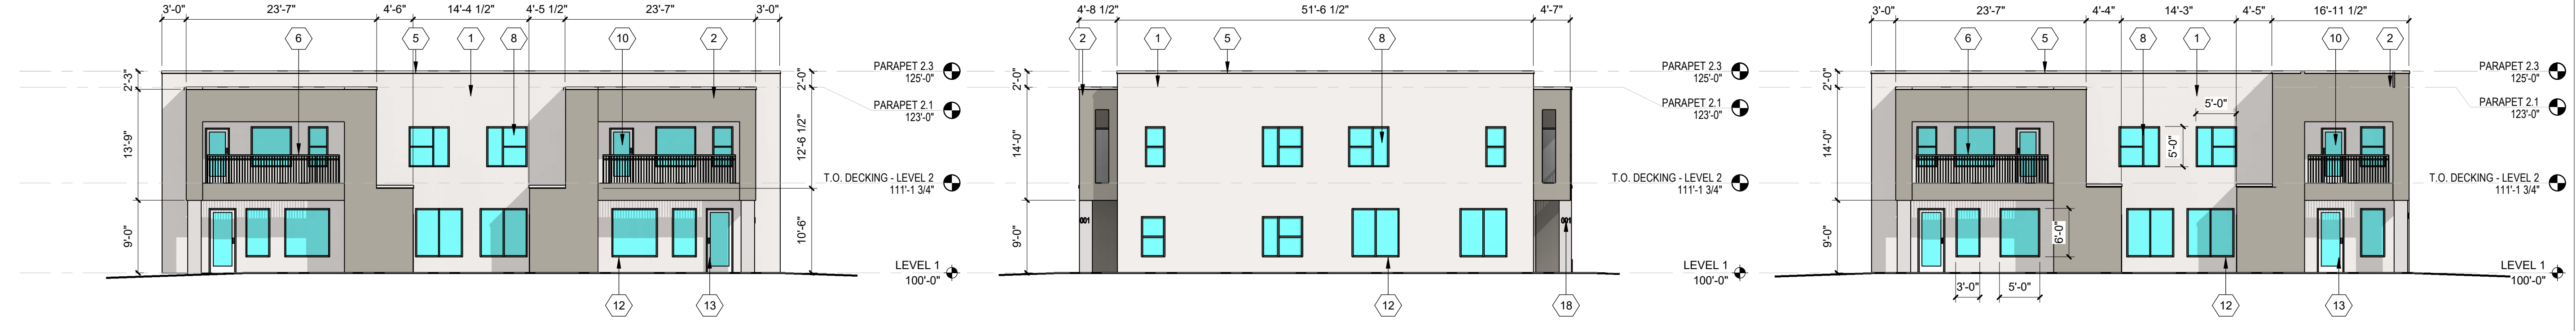 3'-0" 23'-7" 4'-6" 14'-4 1/2" 4'-5 1/2" 23'-7" 3'-0"
6 5 1 8 10 2
2'-3"
13'-9"
9'-0"
2'-0"
12'-6 1/2"
10'-6"
12 13
PARAPET 2.3
125'-0"
PARAPET 2.1
123'-0"
T.O. DECKING - LEVEL 2
111'-1 3/4"
LEVEL 1
100'-0"
4'-8 1/2" 51'-6 1/2" 4'-7"
2 1 5 8
2'-0"
14'-0"
9'-0"
001 001
12 18
PARAPET 2.3
125'-0"
PARAPET 2.1
123'-0"
T.O. DECKING - LEVEL 2
111'-1 3/4"
LEVEL 1
100'-0"
3'-0" 23'-7" 4'-4" 14'-3" 4'-5" 16'-11 1/2"
6 5 8 1 10 2
2'-0"
14'-0"
9'-0"
5'-0"
5'-0"
6'-0"
3'-0" 5'-0"
12 13
PARAPET 2.3
125'-0"
PARAPET 2.1
123'-0"
T.O. DECKING - LEVEL 2
111'-1 3/4"
LEVEL 1
100'-0"